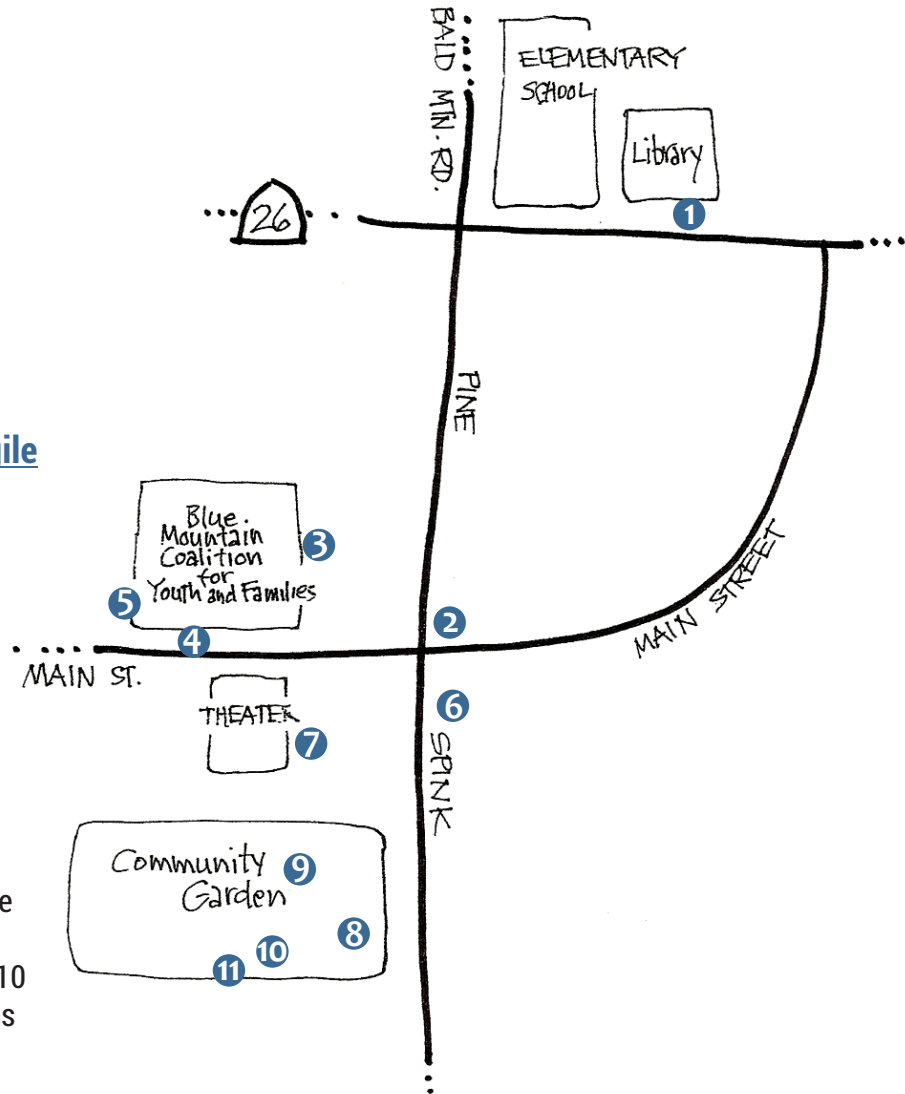 BALD MTN. RD.
ELEMENTARY
SCHOOL
Library
1
26
PINE
ile
Blue
Mountain
Coalition
for
Youth and Families
3
5
4
2
MAIN STREET
MAIN ST.
6
THEATER
7
SPINK
Community
Garden
9
8
10
11
e
10
s